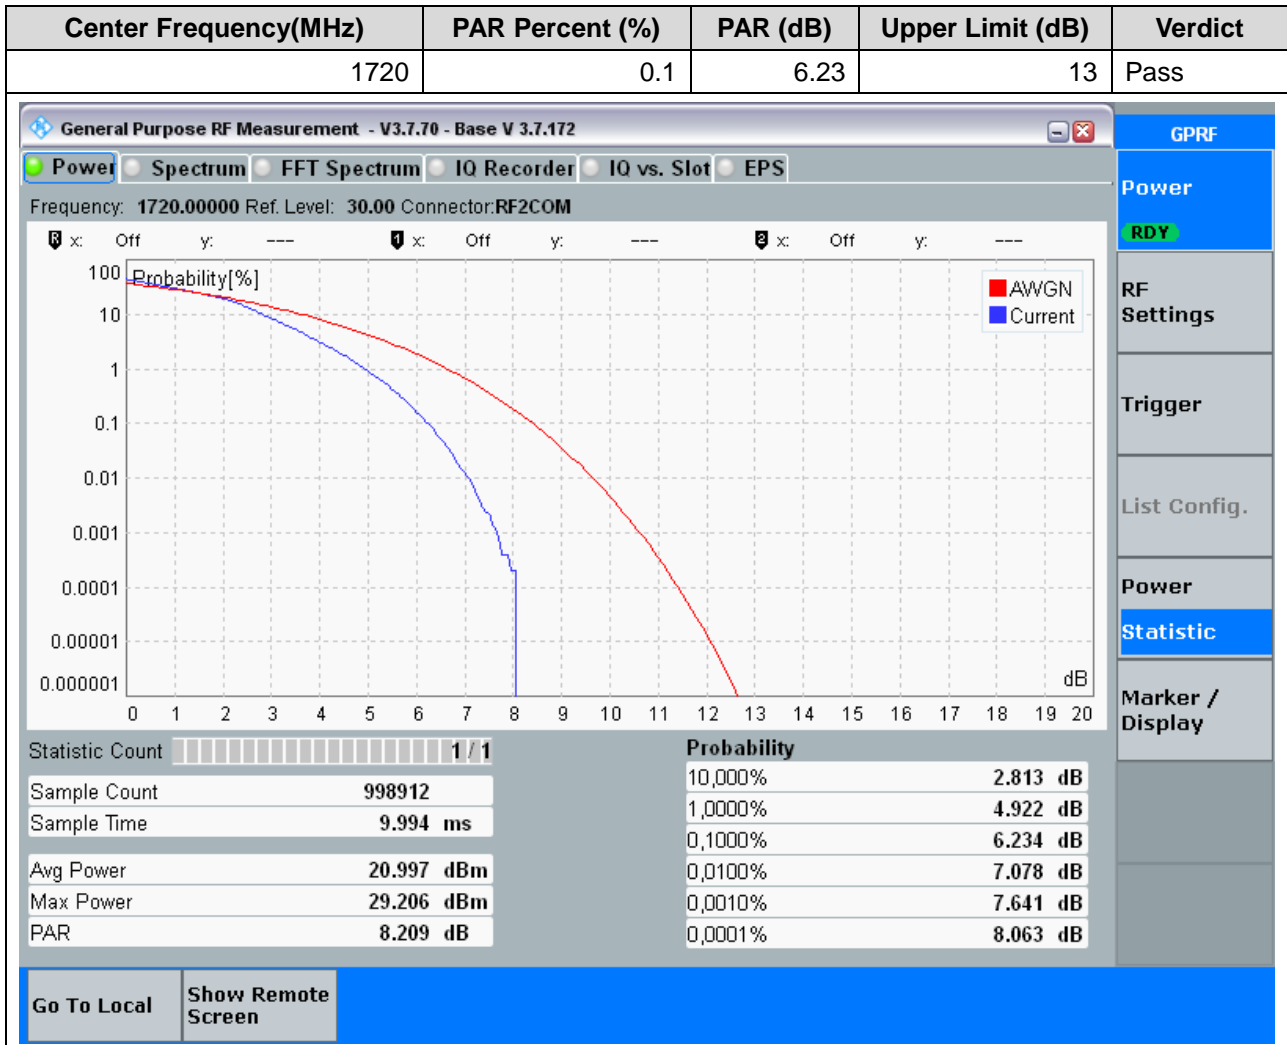 Center Frequency(MHz) PAR Percent (%) PAR (dB) Upper Limit (dB) Verdict
1720 0.1 6.23 13 Pass
General Purpose RF Measurement - V3.7.70 - Base V 3.7.172
GPRF
Power Spectrum FFT Spectrum IQ Recorder IQ vs. Slot EPS
Frequency: 1720.00000 Ref. Level: 30.00 Connector:RF2COM
R x: Off y: --- 1 x: Off y: --- 2 x: Off y: ---
Probability[%]
100
10
1
0.1
0.01
0.001
0.0001
0.00001
0.000001
AWGN
Current
dB
0 1 2 3 4 5 6 7 8 9 10 11 12 13 14 15 16 17 18 19 20
Statistic Count 1 / 1
Sample Count 998912
Sample Time 9.994 ms
Avg Power 20.997 dBm
Max Power 29.206 dBm
PAR 8.209 dB
Probability
10,000% 2.813 dB
1,0000% 4.922 dB
0,1000% 6.234 dB
0,0100% 7.078 dB
0,0010% 7.641 dB
0,0001% 8.063 dB
Power
RDY
RF
Settings
Trigger
List Config.
Power
Statistic
Marker /
Display
Go To Local
Show Remote
Screen